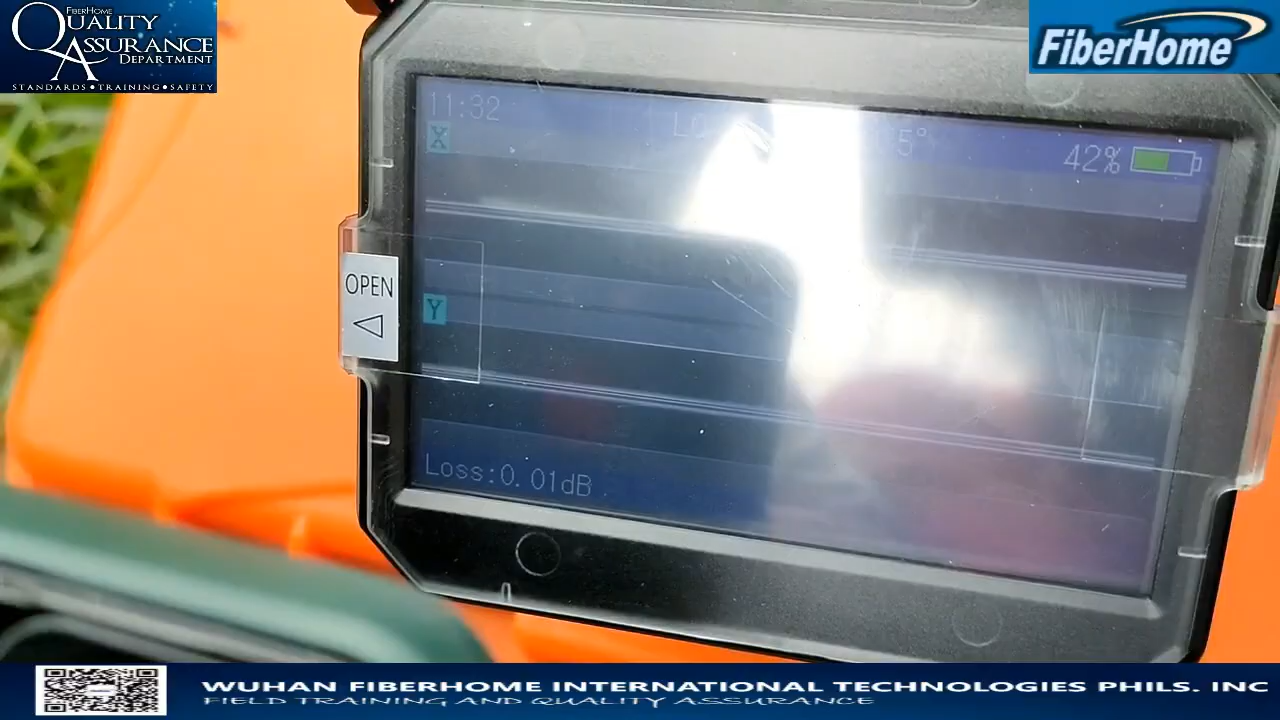 FIBERHOME
QUALITY
ASSURANCE
DEPARTMENT
STANDARDS • TRAINING • SAFETY
FiberHome
11:32
5°
42%
X
OPEN
Y
Loss:0.01dB
WUHAN FIBERHOME INTERNATIONAL TECHNOLOGIES PHILS. INC
FIELD TRAINING AND QUALITY ASSURANCE